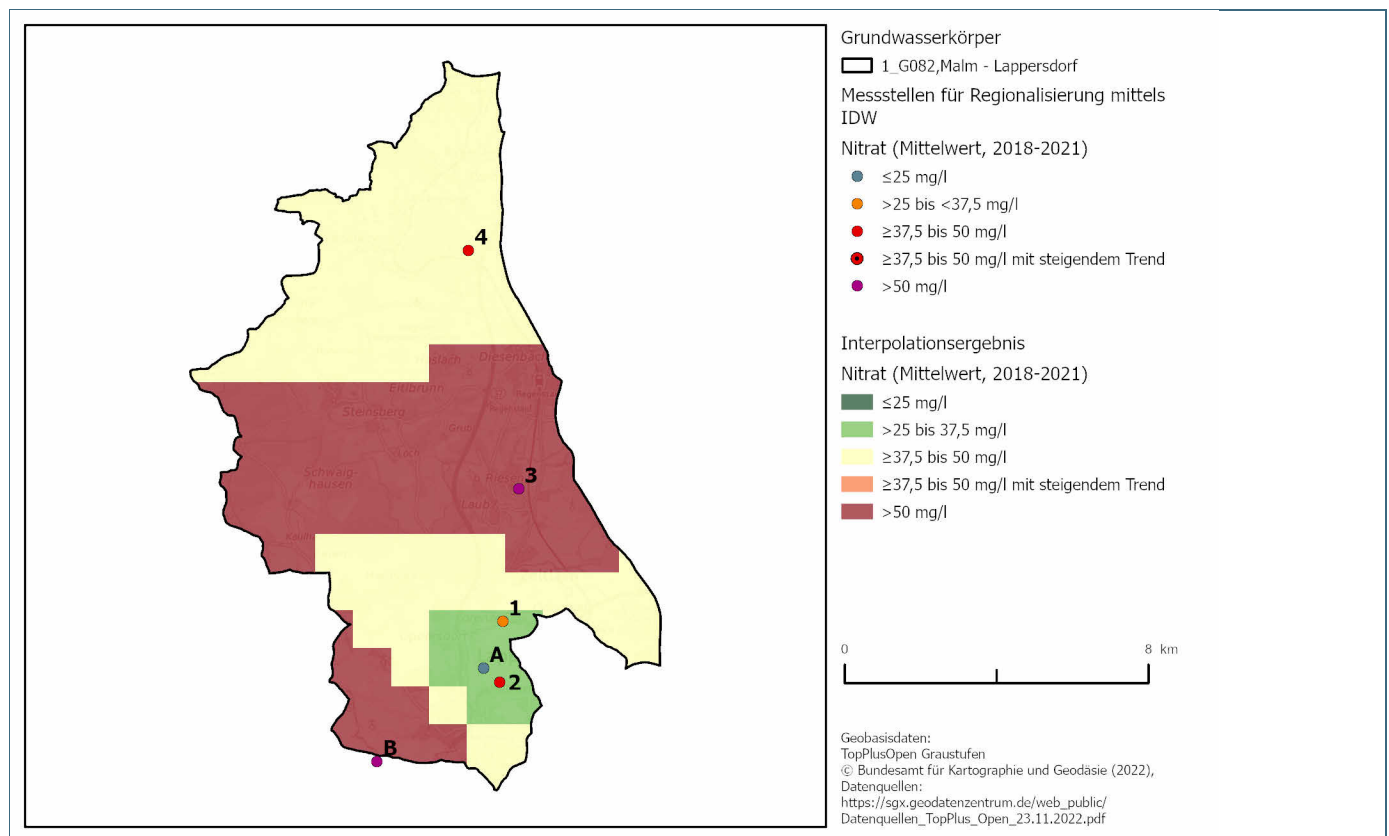 Grundwasserkörper
1_G082,Malm - Lappersdorf
Messstellen für Regionalisierung mittels
IDW
Nitrat (Mittelwert, 2018-2021)
≤25 mg/l
>25 bis <37,5 mg/l
≥37,5 bis 50 mg/l
≥37,5 bis 50 mg/l mit steigendem Trend
>50 mg/l
Interpolationsergebnis
Nitrat (Mittelwert, 2018-2021)
≤25 mg/l
>25 bis 37,5 mg/l
≥37,5 bis 50 mg/l
≥37,5 bis 50 mg/l mit steigendem Trend
>50 mg/l
0 8 km
Geobasisdaten:
TopPlusOpen Graustufen
© Bundesamt für Kartographie und Geodäsie (2022),
Datenquellen:
https://sgx.geodatenzentrum.de/web_public/
Datenquellen_TopPlus_Open_23.11.2022.pdf
4
Diesenbach
Eitlbrunn
Steinsberg
Loch
Schwaig-
hausen
3
Laub
1
A
2
B